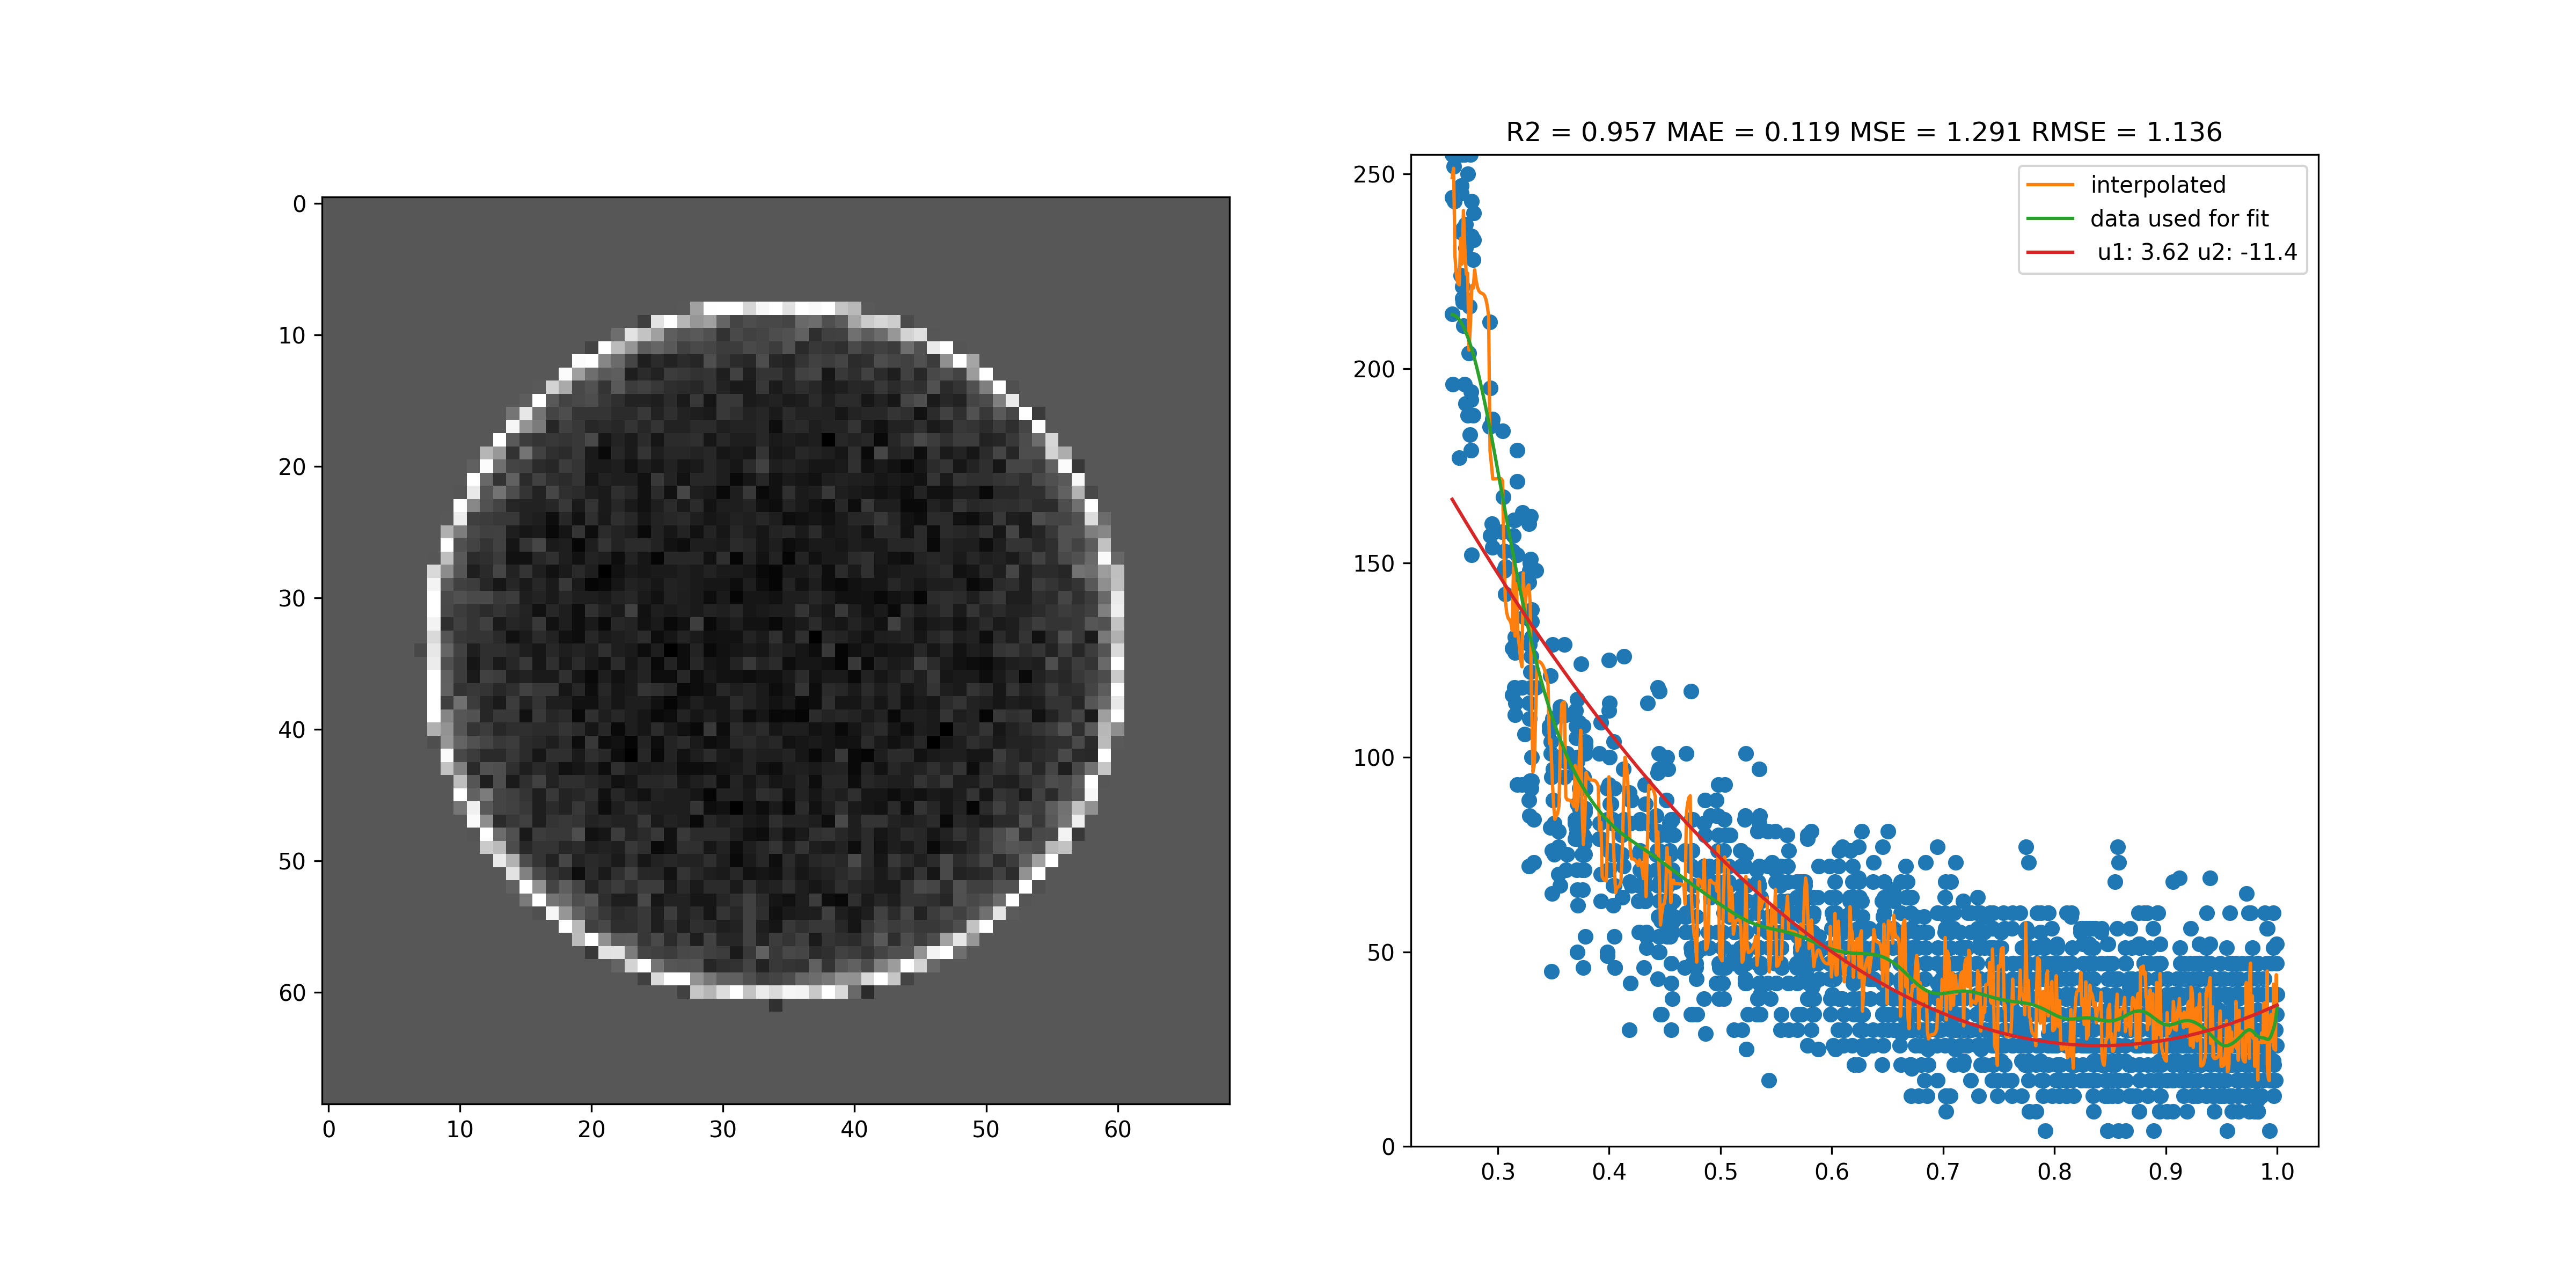 R2 = 0.957 MAE = 0.119 MSE = 1.291 RMSE = 1.136
0
10
20
30
40
50
60
0 10 20 30 40 50 60
250
200
150
100
50
0
0.3 0.4 0.5 0.6 0.7 0.8 0.9 1.0
interpolated
data used for fit
u1: 3.62 u2: -11.4